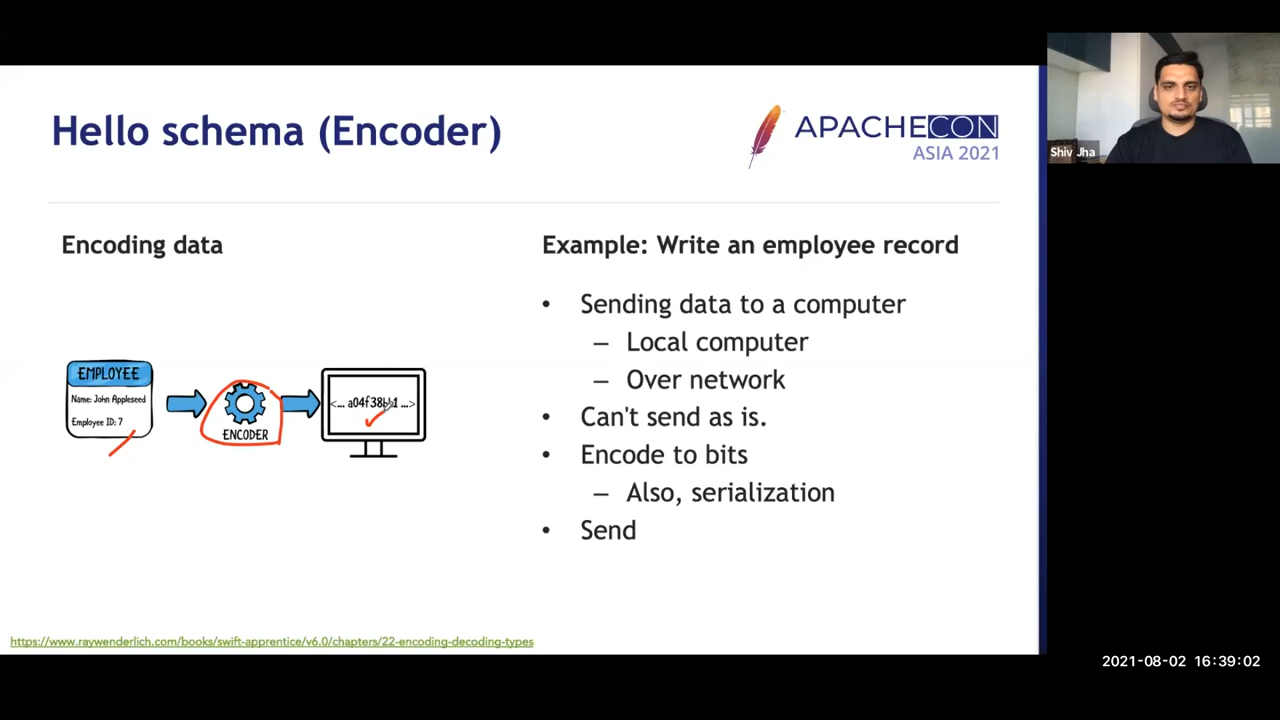 Hello schema (Encoder)
APACHECON
ASIA 2021
Shiv Jha
Encoding data
EMPLOYEE
Name: John Appleseed
Employee ID: 7
ENCODER
<... a04f38bb1 ...>
Example: Write an employee record
• Sending data to a computer
– Local computer
– Over network
• Can't send as is.
• Encode to bits
– Also, serialization
• Send
https://www.raywenderlich.com/books/swift-apprentice/v6.0/chapters/22-encoding-decoding-types
2021-08-02 16:39:02